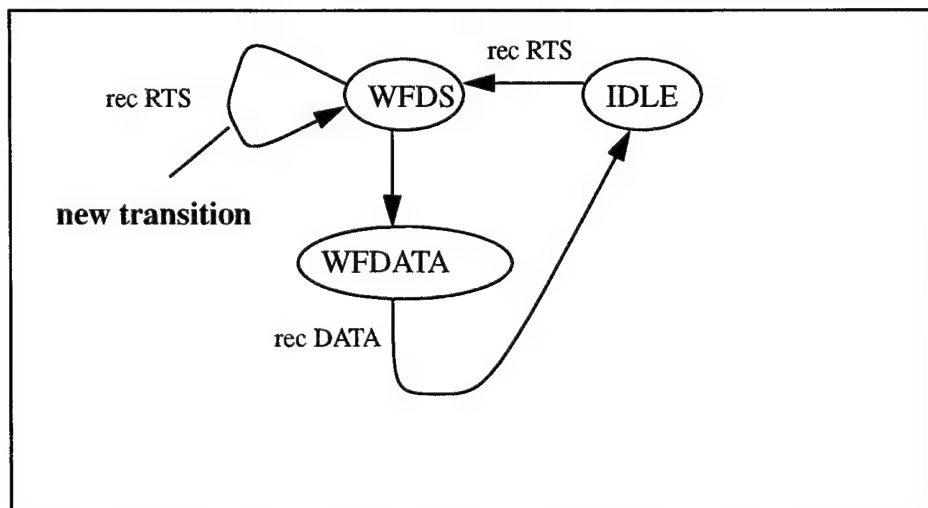 rec RTS
rec RTS
WFDS
IDLE
new transition
WFDATA
rec DATA